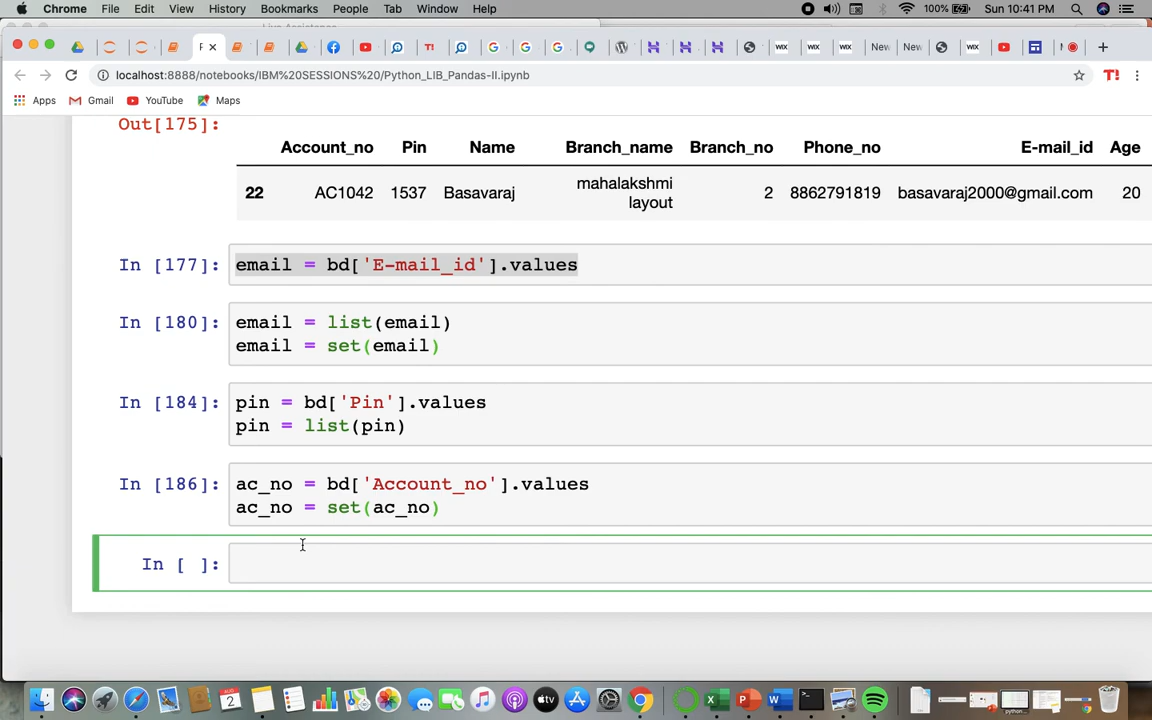 Chrome File Edit View History Bookmarks People Tab Window Help 100% Sun 10:41 PM
localhost:8888/notebooks/IBM%20SESSIONS%20/Python_LIB_Pandas-II.ipynb
Apps Gmail YouTube Maps
Out[175]:
Account_no Pin Name Branch_name Branch_no Phone_no E-mail_id Age
22 AC1042 1537 Basavaraj mahalakshmi layout 2 8862791819 basavaraj2000@gmail.com 20
In [177]: email = bd['E-mail_id'].values
In [180]: email = list(email)
email = set(email)
In [184]: pin = bd['Pin'].values
pin = list(pin)
In [186]: ac_no = bd['Account_no'].values
ac_no = set(ac_no)
In [ ]: